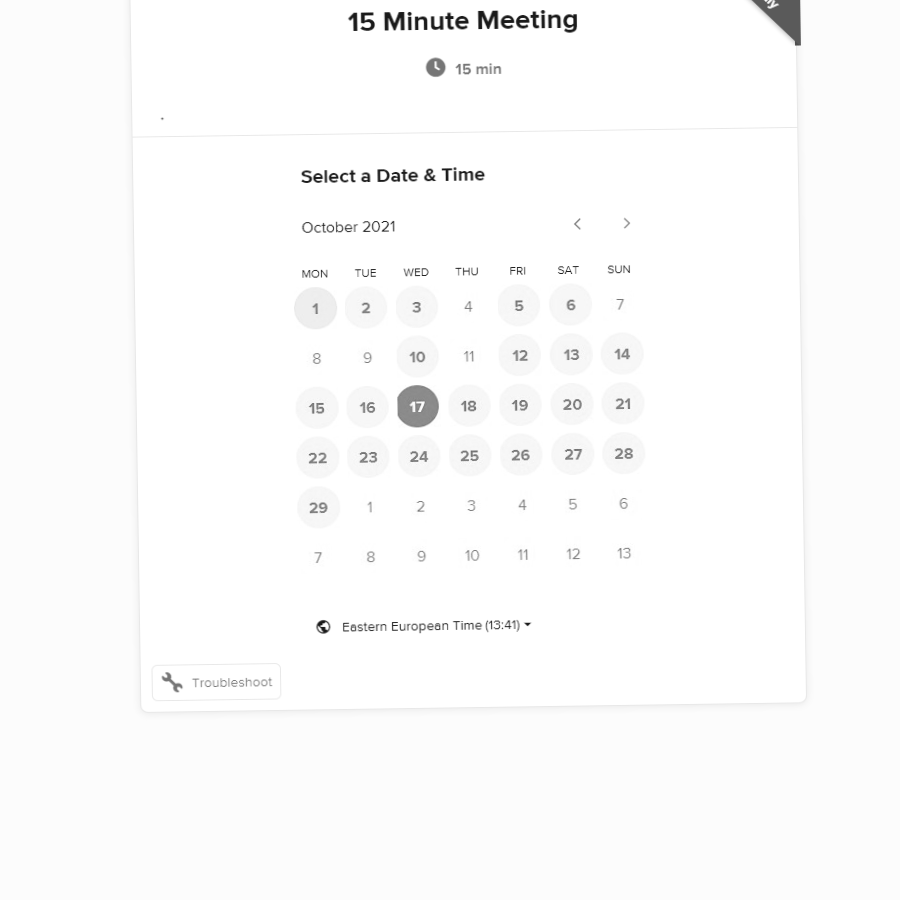 15 Minute Meeting
15 min
.
Select a Date & Time
October 2021
MON TUE WED THU FRI SAT SUN
1 2 3 4 5 6 7
8 9 10 11 12 13 14
15 16 17 18 19 20 21
22 23 24 25 26 27 28
29 1 2 3 4 5 6
7 8 9 10 11 12 13
Eastern European Time (13:41)
Troubleshoot